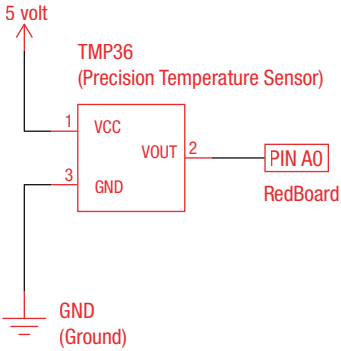 5 volt
TMP36
(Precision Temperature Sensor)
1
VCC
VOUT
2
PIN A0
3
GND
RedBoard
GND
(Ground)